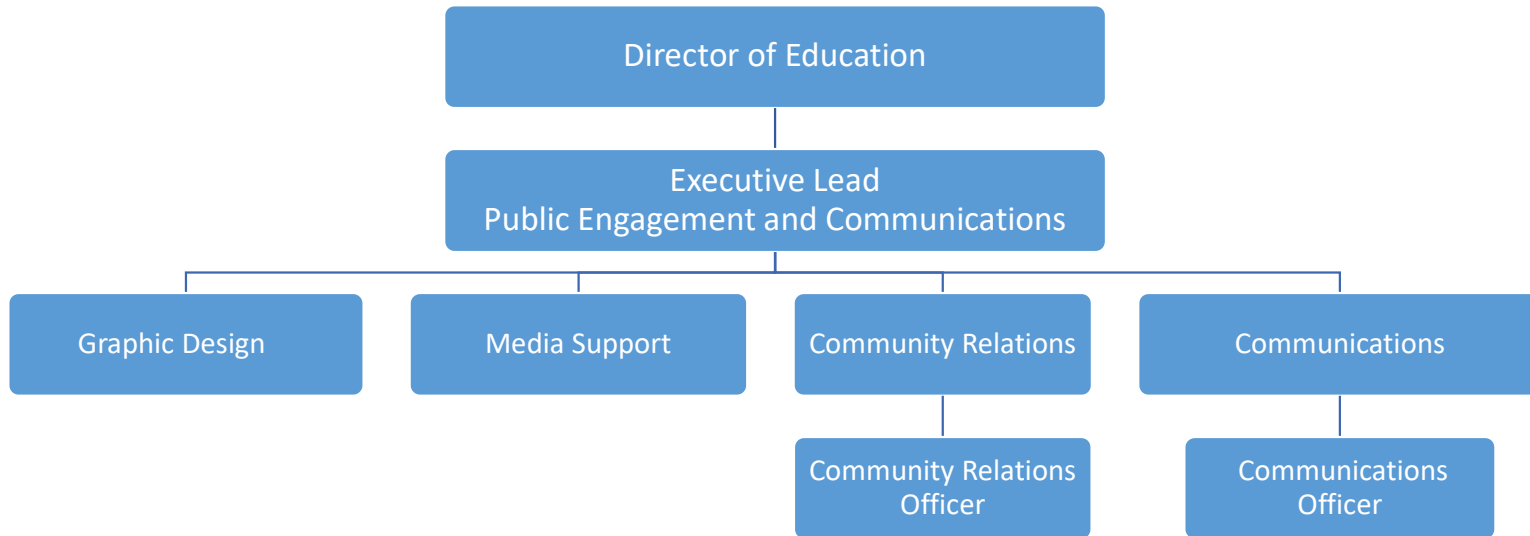 Director of Education
Executive Lead
Public Engagement and Communications
Graphic Design
Media Support
Community Relations
Communications
Community Relations
Officer
Communications
Officer